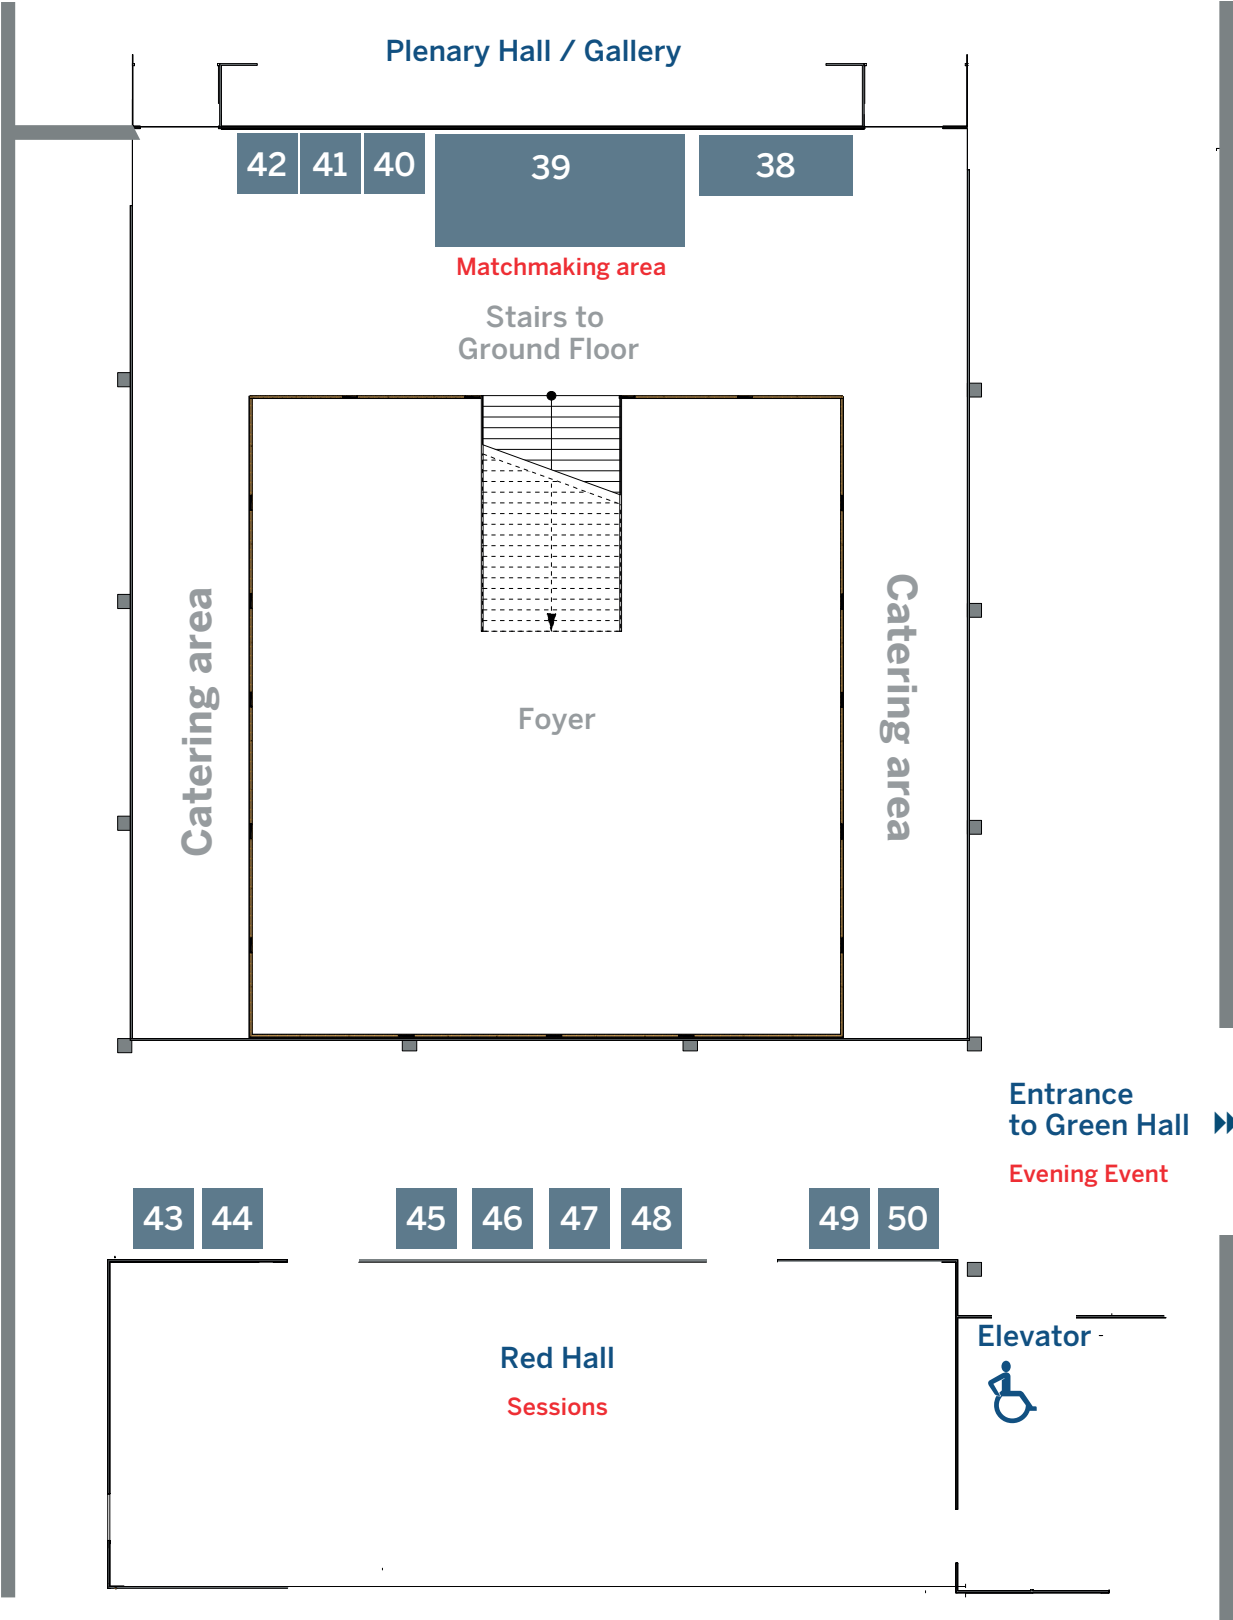 Plenary Hall / Gallery
42 41 40 39 38
Matchmaking area
Stairs to
Ground Floor
Catering area
Catering area
Foyer
Entrance
to Green Hall
Evening Event
43 44 45 46 47 48 49 50
Elevator
Red Hall
Sessions